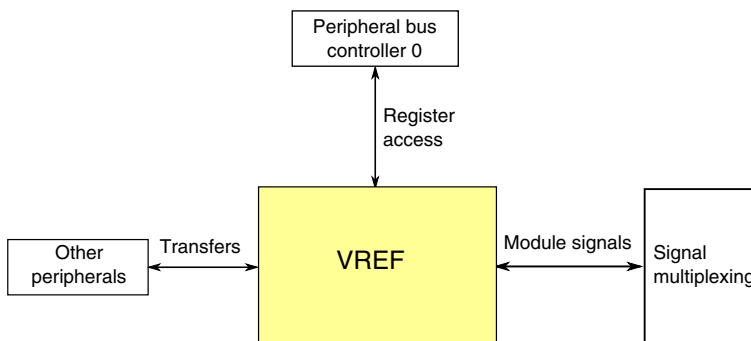 Peripheral bus
controller 0
Register
access
Transfers
Other
peripherals
VREF
Module signals
Signal
multiplexing